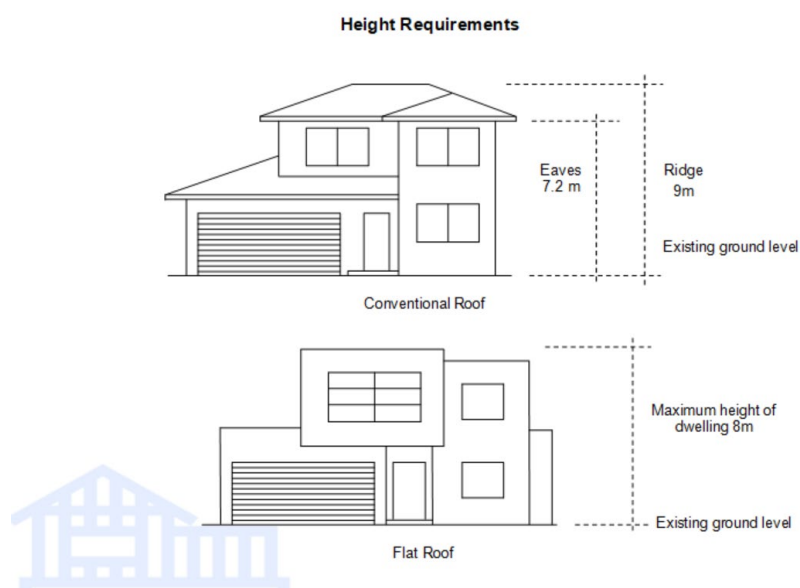 Height Requirements
Eaves
7.2 m
Ridge
9m
Existing ground level
Conventional Roof
Maximum height of
dwelling 8m
Existing ground level
Flat Roof